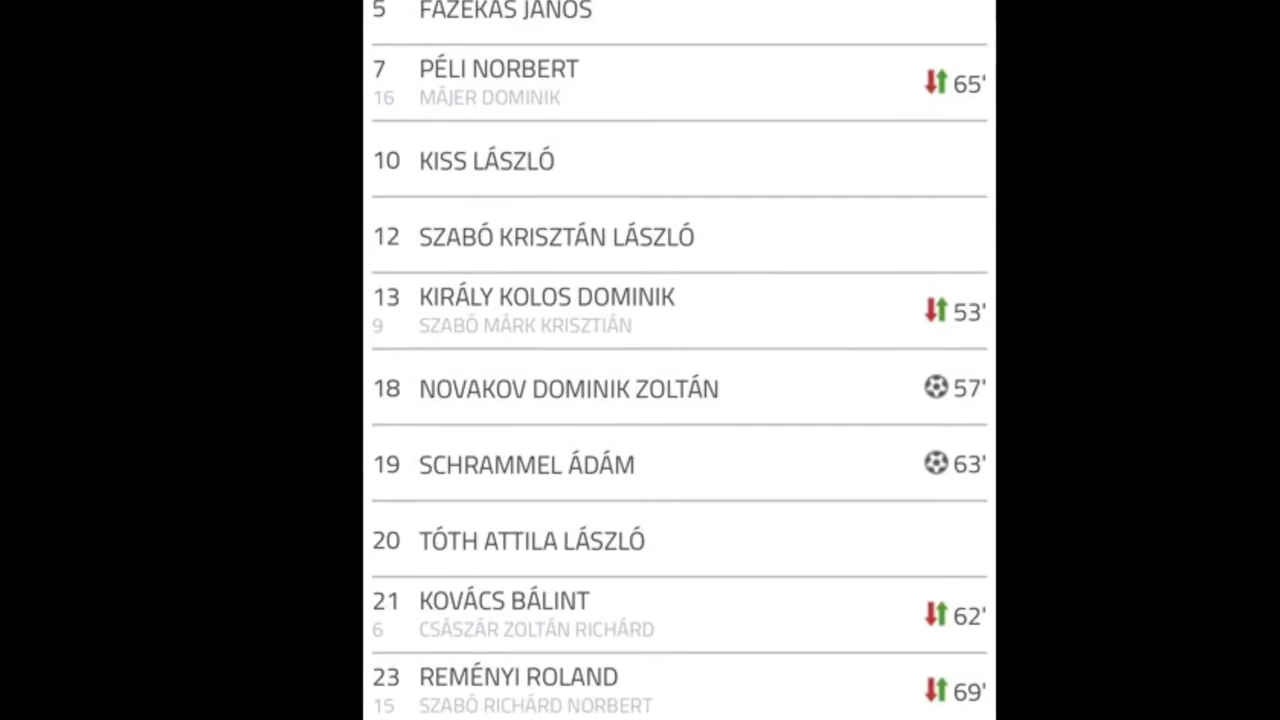 5 FAZEKAS JÁNOS
7 PÉLI NORBERT
16 MÁJER DOMINIK
65'
10 KISS LÁSZLÓ
12 SZABÓ KRISZTÁN LÁSZLÓ
13 KIRÁLY KOLOS DOMINIK
9 SZABÓ MÁRK KRISZTIÁN
53'
18 NOVAKOV DOMINIK ZOLTÁN 57'
19 SCHRAMMEL ÁDÁM 63'
20 TÓTH ATTILA LÁSZLÓ
21 KOVÁCS BÁLINT
6 CSÁSZÁR ZOLTÁN RICHÁRD
62'
23 REMÉNYI ROLAND
15 SZABÓ RICHÁRD NORBERT
69'